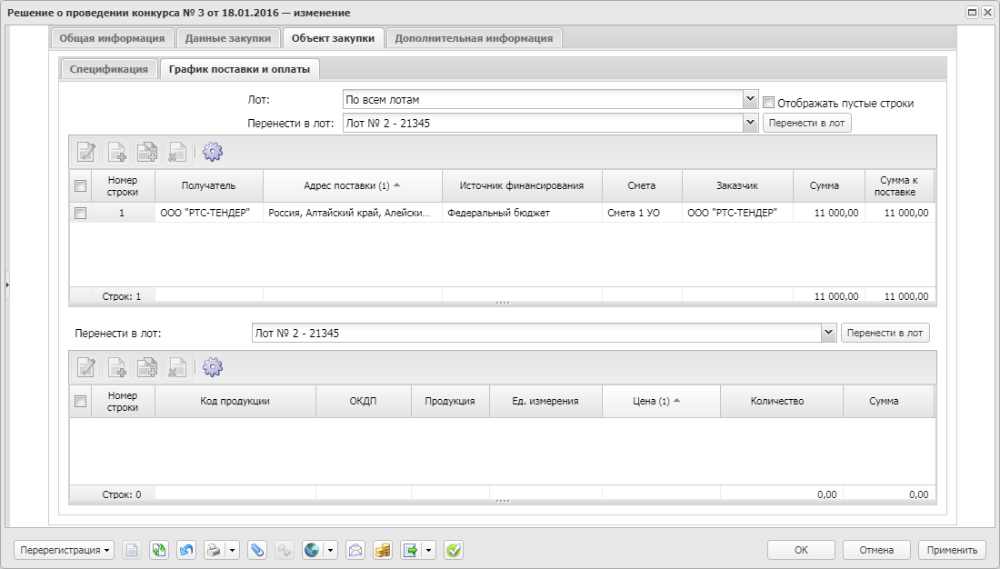 Решение о проведении конкурса № 3 от 18.01.2016 — изменение
Общая информация Данные закупки Объект закупки Дополнительная информация
Спецификация График поставки и оплаты
Лот: По всем лотам Отображать пустые строки
Перенести в лот: Лот № 2 - 21345 Перенести в лот
Номер строки Получатель Адрес поставки (1) Источник финансирования Смета Заказчик Сумма Сумма к поставке
1 ООО "РТС-ТЕНДЕР" Россия, Алтайский край, Алейски... Федеральный бюджет Смета 1 УО ООО "РТС-ТЕНДЕР" 11 000,00 11 000,00
Строк: 1 11 000,00 11 000,00
Перенести в лот: Лот № 2 - 21345 Перенести в лот
Номер строки Код продукции ОКДП Продукция Ед. измерения Цена (1) Количество Сумма
Строк: 0 0,00 0,00
Перерегистрация ОК Отмена Применить